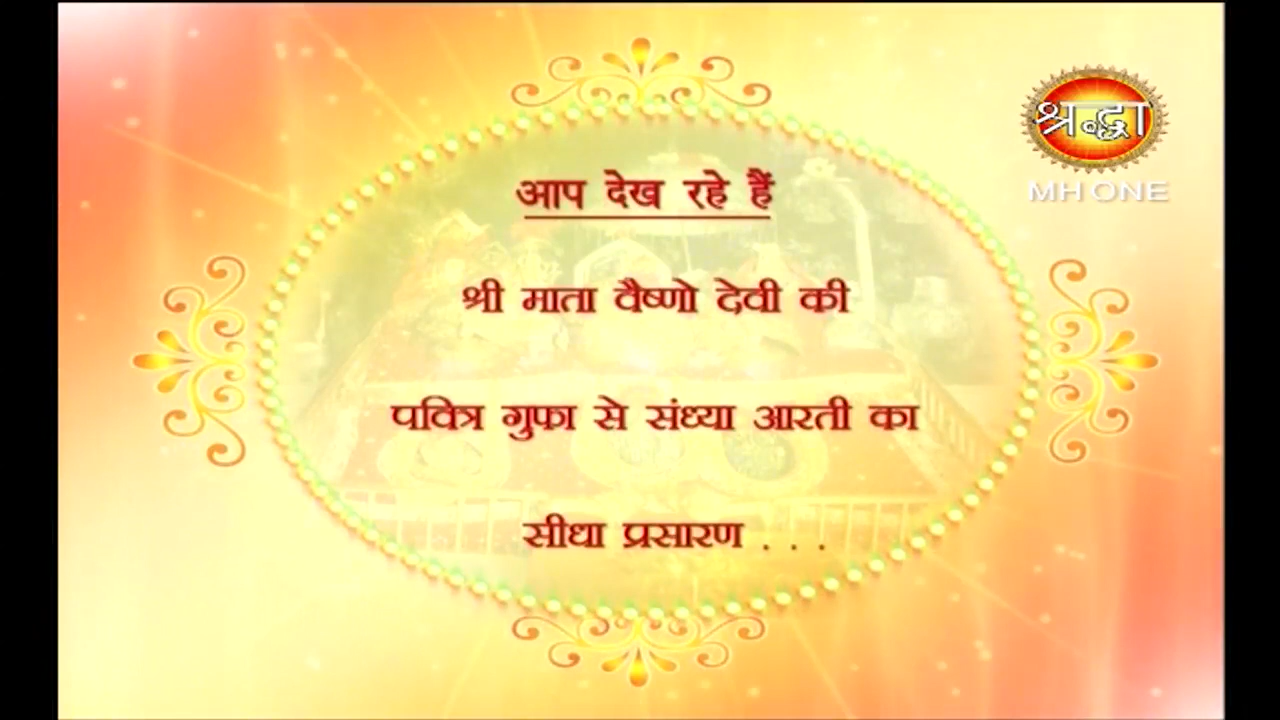 श्रद्धा
MH ONE
आप देख रहे हैं
श्री माता वैष्णो देवी की
पवित्र गुफा से संध्या आरती का
सीधा प्रसारण . . .